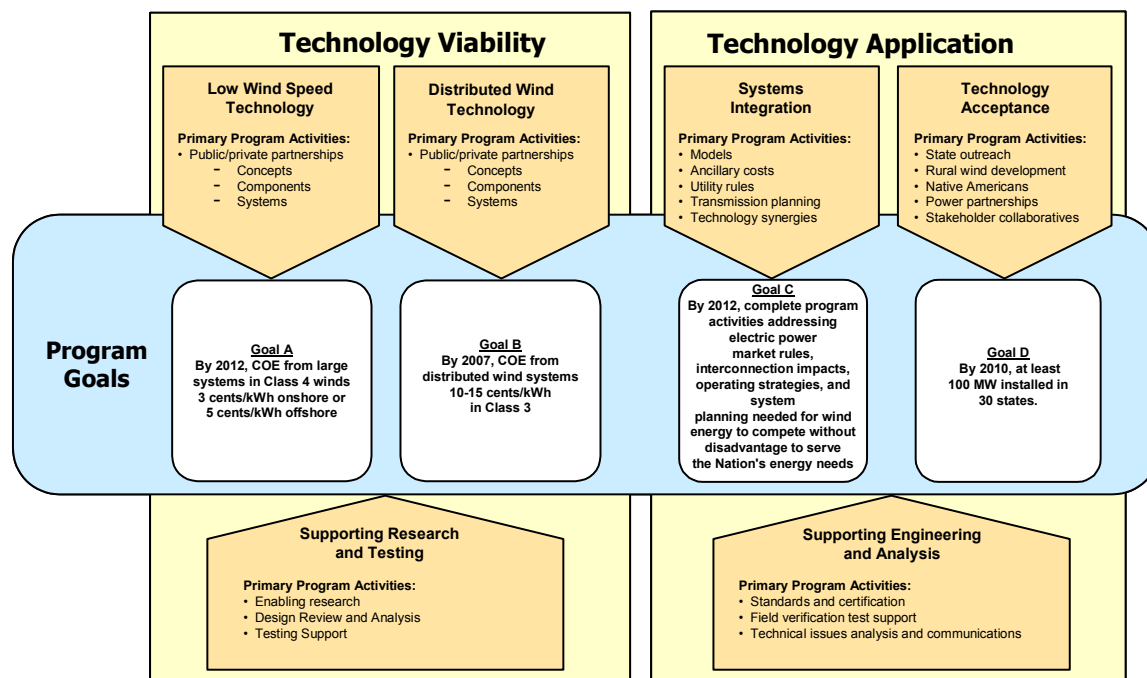 Technology Viability
Low Wind Speed
Technology
Primary Program Activities:
• Public/private partnerships
– Concepts
– Components
– Systems
Distributed Wind
Technology
Primary Program Activities:
• Public/private partnerships
– Concepts
– Components
– Systems
Technology Application
Systems
Integration
Primary Program Activities:
• Models
• Ancillary costs
• Utility rules
• Transmission planning
• Technology synergies
Technology
Acceptance
Primary Program Activities:
• State outreach
• Rural wind development
• Native Americans
• Power partnerships
• Stakeholder collaboratives
Program
Goals
Goal A
By 2012, COE from large
systems in Class 4 winds
3 cents/kWh onshore or
5 cents/kWh offshore
Goal B
By 2007, COE from
distributed wind systems
10-15 cents/kWh
in Class 3
Goal C
By 2012, complete program
activities addressing
electric power
market rules,
interconnection impacts,
operating strategies, and
system
planning needed for wind
energy to compete without
disadvantage to serve
the Nation's energy needs
Goal D
By 2010, at least
100 MW installed in
30 states.
Supporting Research
and Testing
Primary Program Activities:
• Enabling research
• Design Review and Analysis
• Testing Support
Supporting Engineering
and Analysis
Primary Program Activities:
• Standards and certification
• Field verification test support
• Technical issues analysis and communications